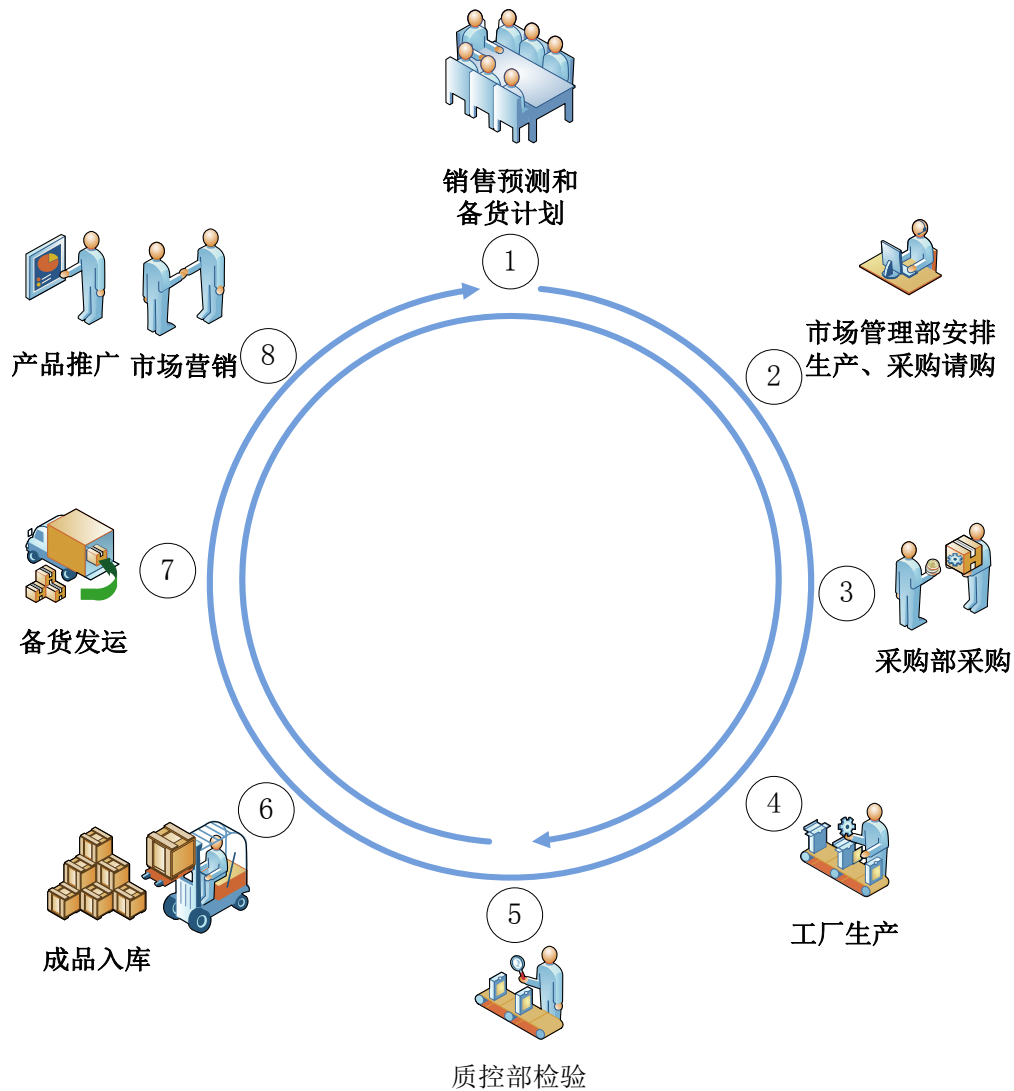 销售预测和
备货计划
①
市场管理部安排
生产、采购请购
②
③
采购部采购
④
工厂生产
⑤
质控部检验
⑥
成品入库
⑦
备货发运
⑧
产品推广 市场营销